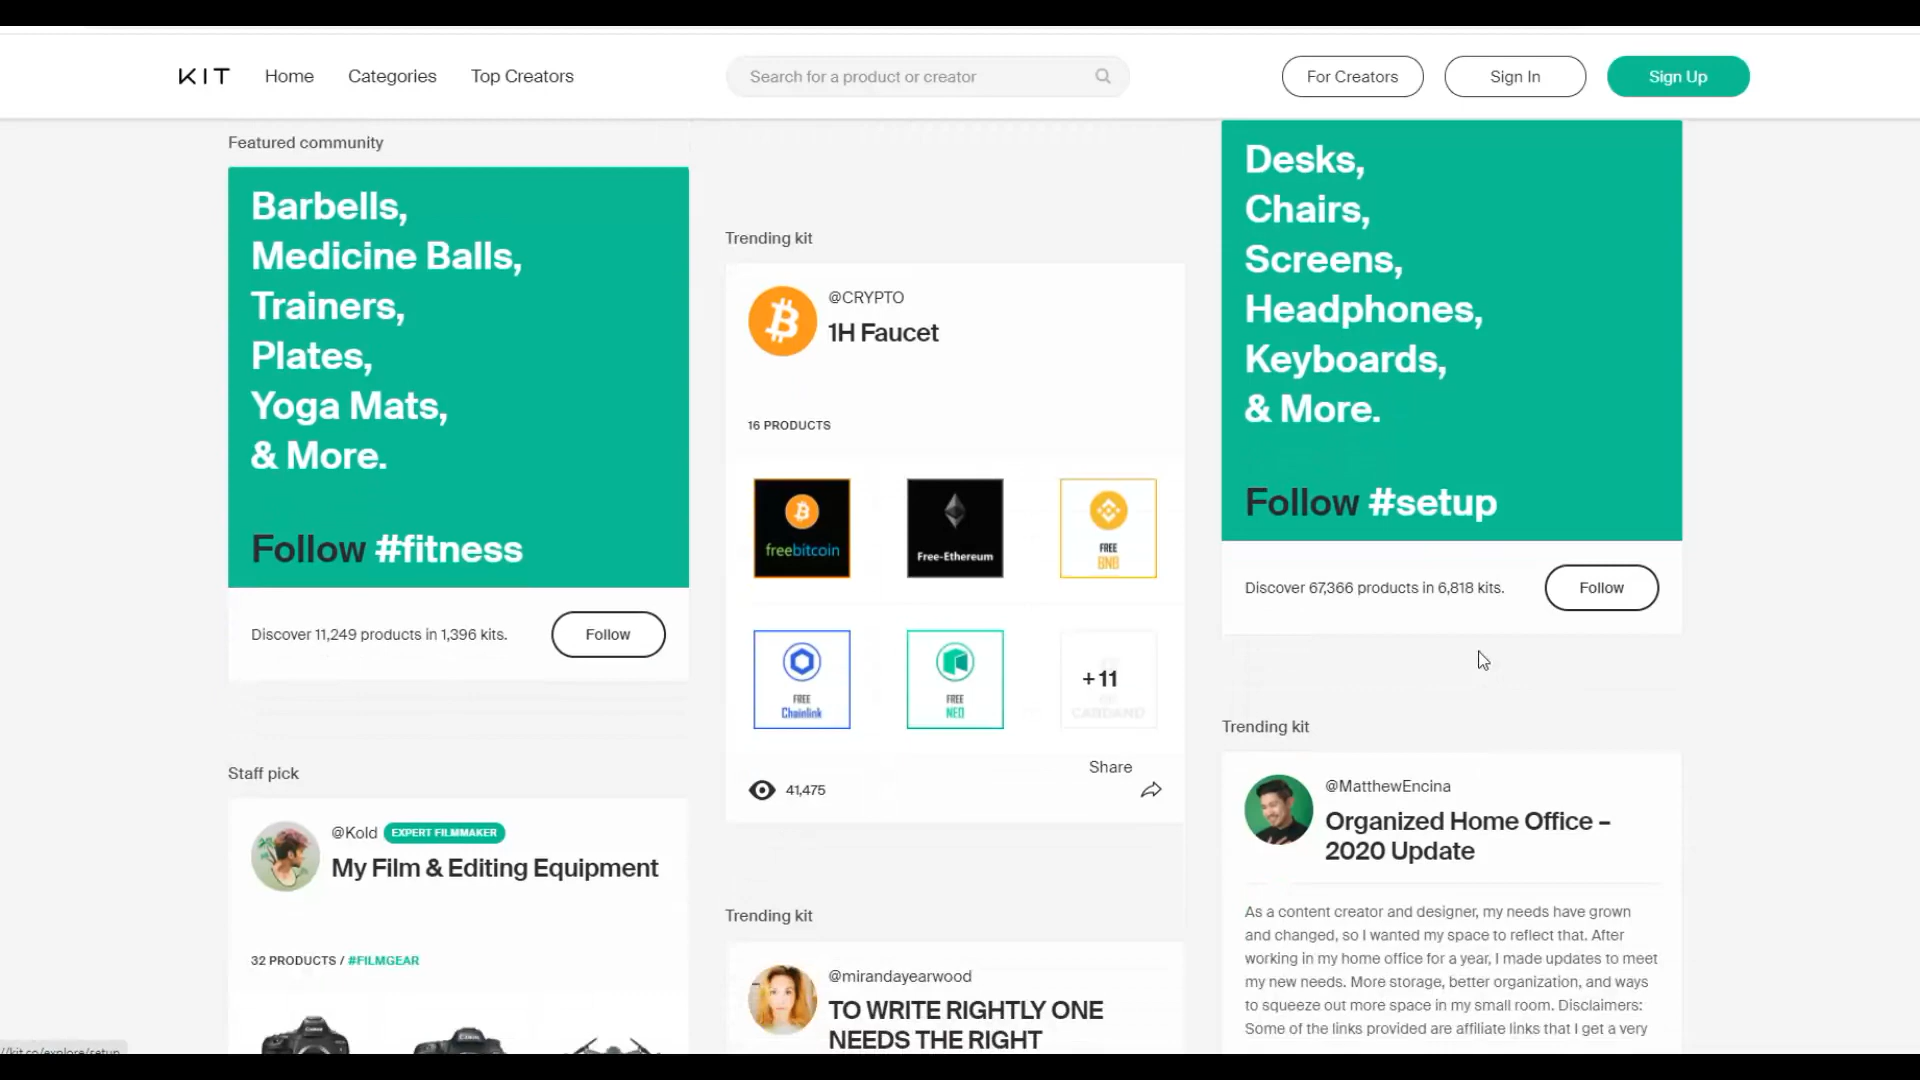 KIT Home Categories Top Creators Search for a product or creator For Creators Sign In Sign Up
Featured community
Barbells,
Medicine Balls,
Trainers,
Plates,
Yoga Mats,
& More.
Follow #fitness
Discover 11,249 products in 1,396 kits. Follow
Staff pick
@Kold EXPERT FILMMAKER
My Film & Editing Equipment
32 PRODUCTS / #FILMGEAR
Trending kit
@CRYPTO
1H Faucet
16 PRODUCTS
freebitcoin
Free-Ethereum
FREE
BNB
FREE
Chainlink
FREE
NEO
+11
CARDANO
Share
41,475
Trending kit
@mirandayearwood
TO WRITE RIGHTLY ONE
NEEDS THE RIGHT
Desks,
Chairs,
Screens,
Headphones,
Keyboards,
& More.
Follow #setup
Discover 67,366 products in 6,818 kits. Follow
Trending kit
@MatthewEncina
Organized Home Office –
2020 Update
As a content creator and designer, my needs have grown
and changed, so I wanted my space to reflect that. After
working in my home office for a year, I made updates to meet
my new needs. More storage, better organization, and ways
to squeeze out more space in my small room. Disclaimers:
Some of the links provided are affiliate links that I get a very
//kit.co/explore/setup